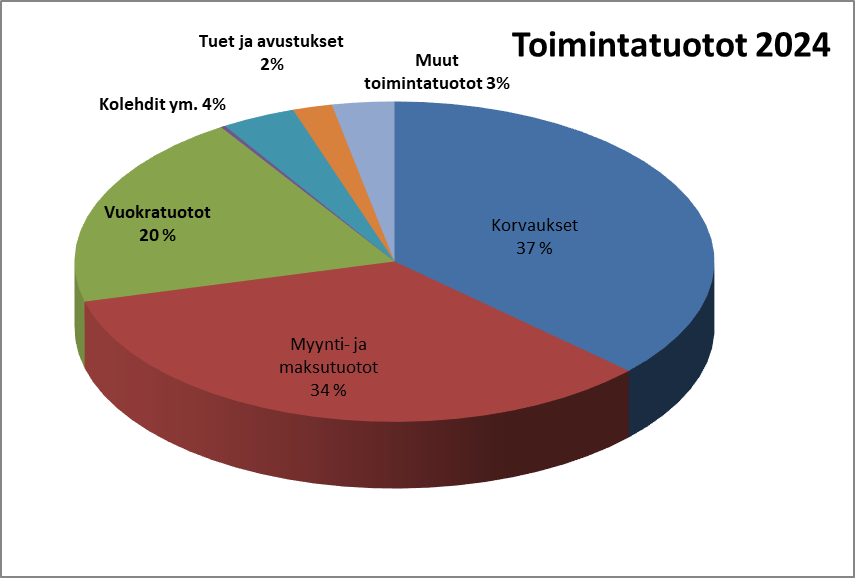 Toimintatuotot 2024
Tuet ja avustukset
2%
Muut
toimintatuotot 3%
Kolehdit ym. 4%
Vuokratuotot
20 %
Korvaukset
37 %
Myynti- ja
maksutuotot
34 %